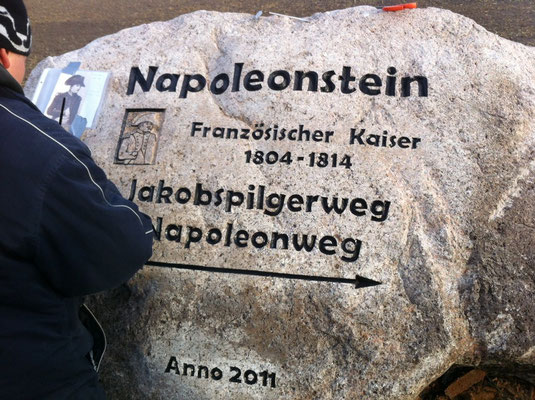 Napoleonstein
Französischer Kaiser
1804-1814
Jakobspilgerweg
Napoleonweg
Anno 2011